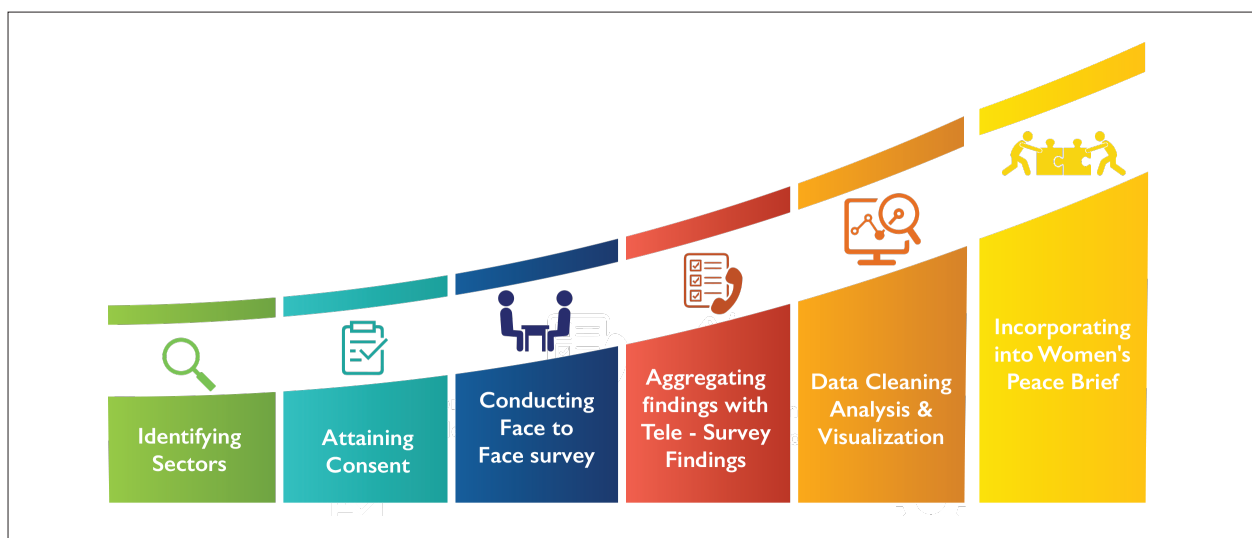 Identifying
Sectors
Attaining
Consent
Conducting
Face to
Face survey
Aggregating
findings with
Tele - Survey
Findings
Data Cleaning
Analysis &
Visualization
Incorporating
into Women's
Peace Brief